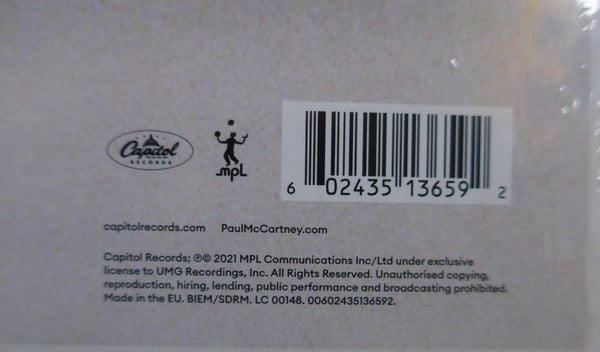 Capitol
RECORDS
mpL
6 02435 13659 2
capitolrecords.com PaulMcCartney.com
Capitol Records; ℗© 2021 MPL Communications Inc/Ltd under exclusive
license to UMG Recordings, Inc. All Rights Reserved. Unauthorised copying,
reproduction, hiring, lending, public performance and broadcasting prohibited.
Made in the EU. BIEM/SDRM. LC 00148. 00602435136592.